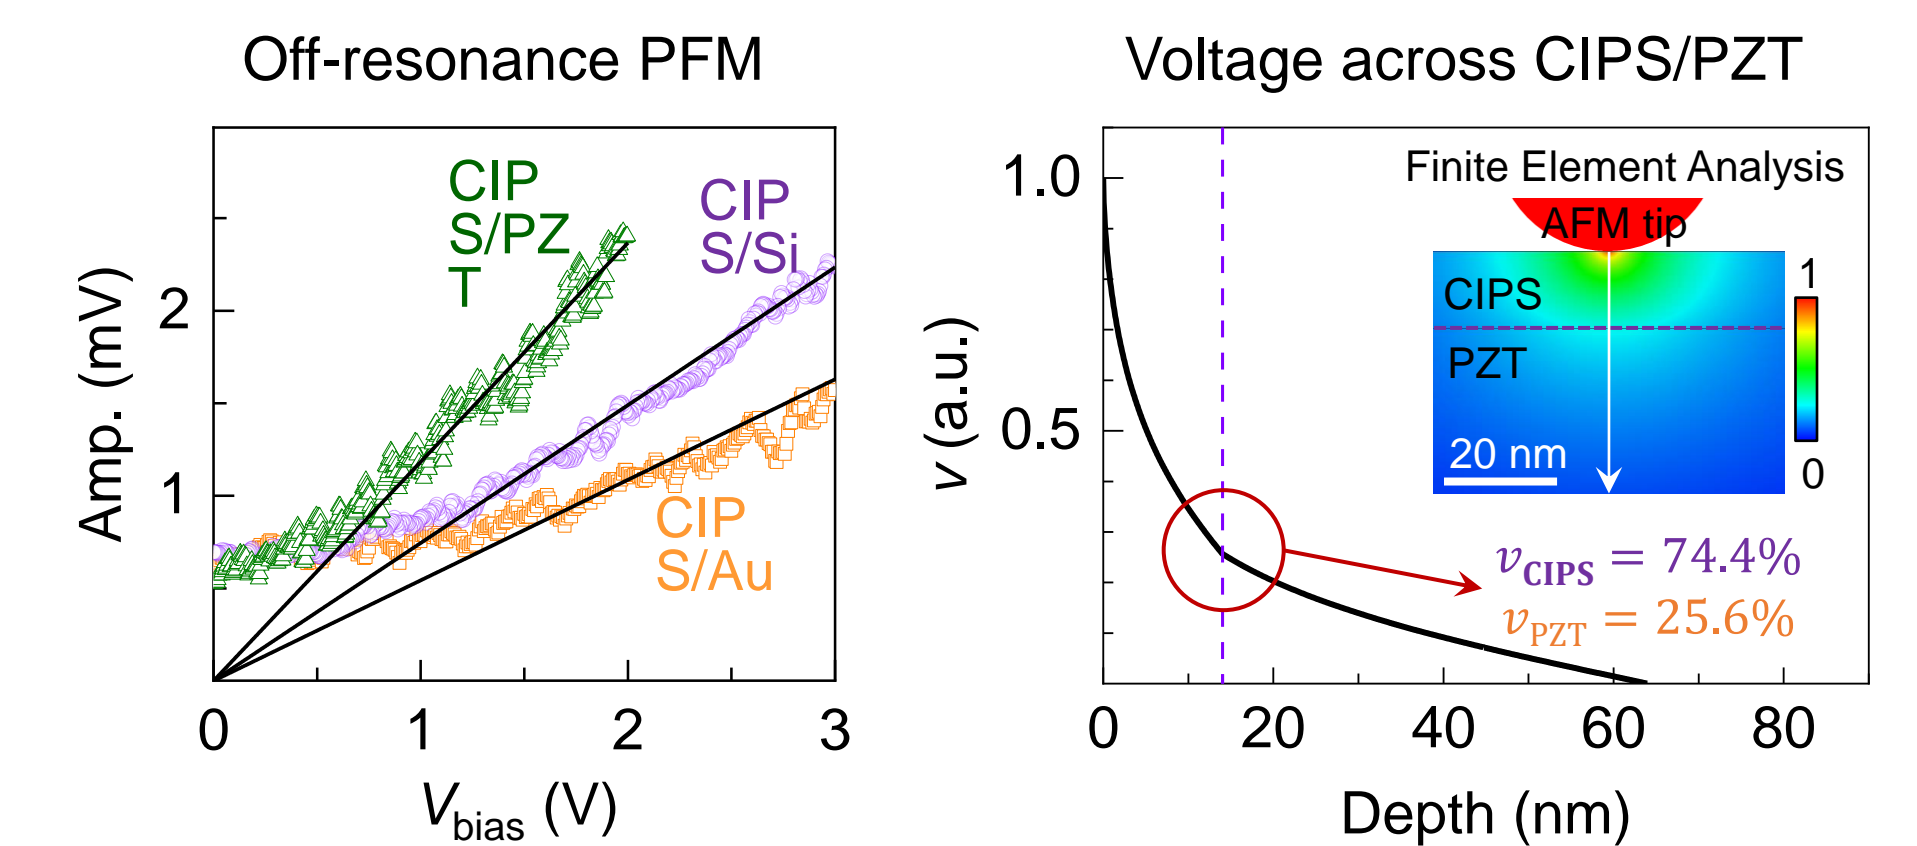 Off-resonance PFM
Amp. (mV)
2
1
CIP
S/PZ
T
CIP
S/Si
CIP
S/Au
0 1 2 3
Vbias (V)
Voltage across CIPS/PZT
v (a.u.)
1.0
0.5
Finite Element Analysis
AFM tip
CIPS
PZT
20 nm
1
0
vCIPS = 74.4%
vPZT = 25.6%
0 20 40 60 80
Depth (nm)